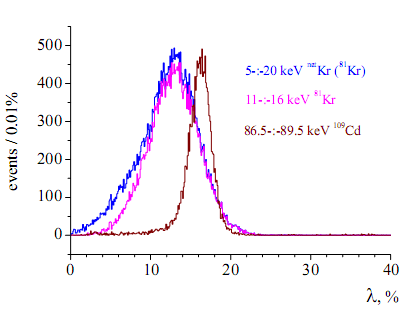 500
400
300
200
100
0
events / 0.01%
5-:-20 keV ⁿᵃᵗKr (⁸¹Kr)
11-:-16 keV ⁸¹Kr
86.5-:-89.5 keV ¹⁰⁹Cd
0 10 20 30 40
λ, %